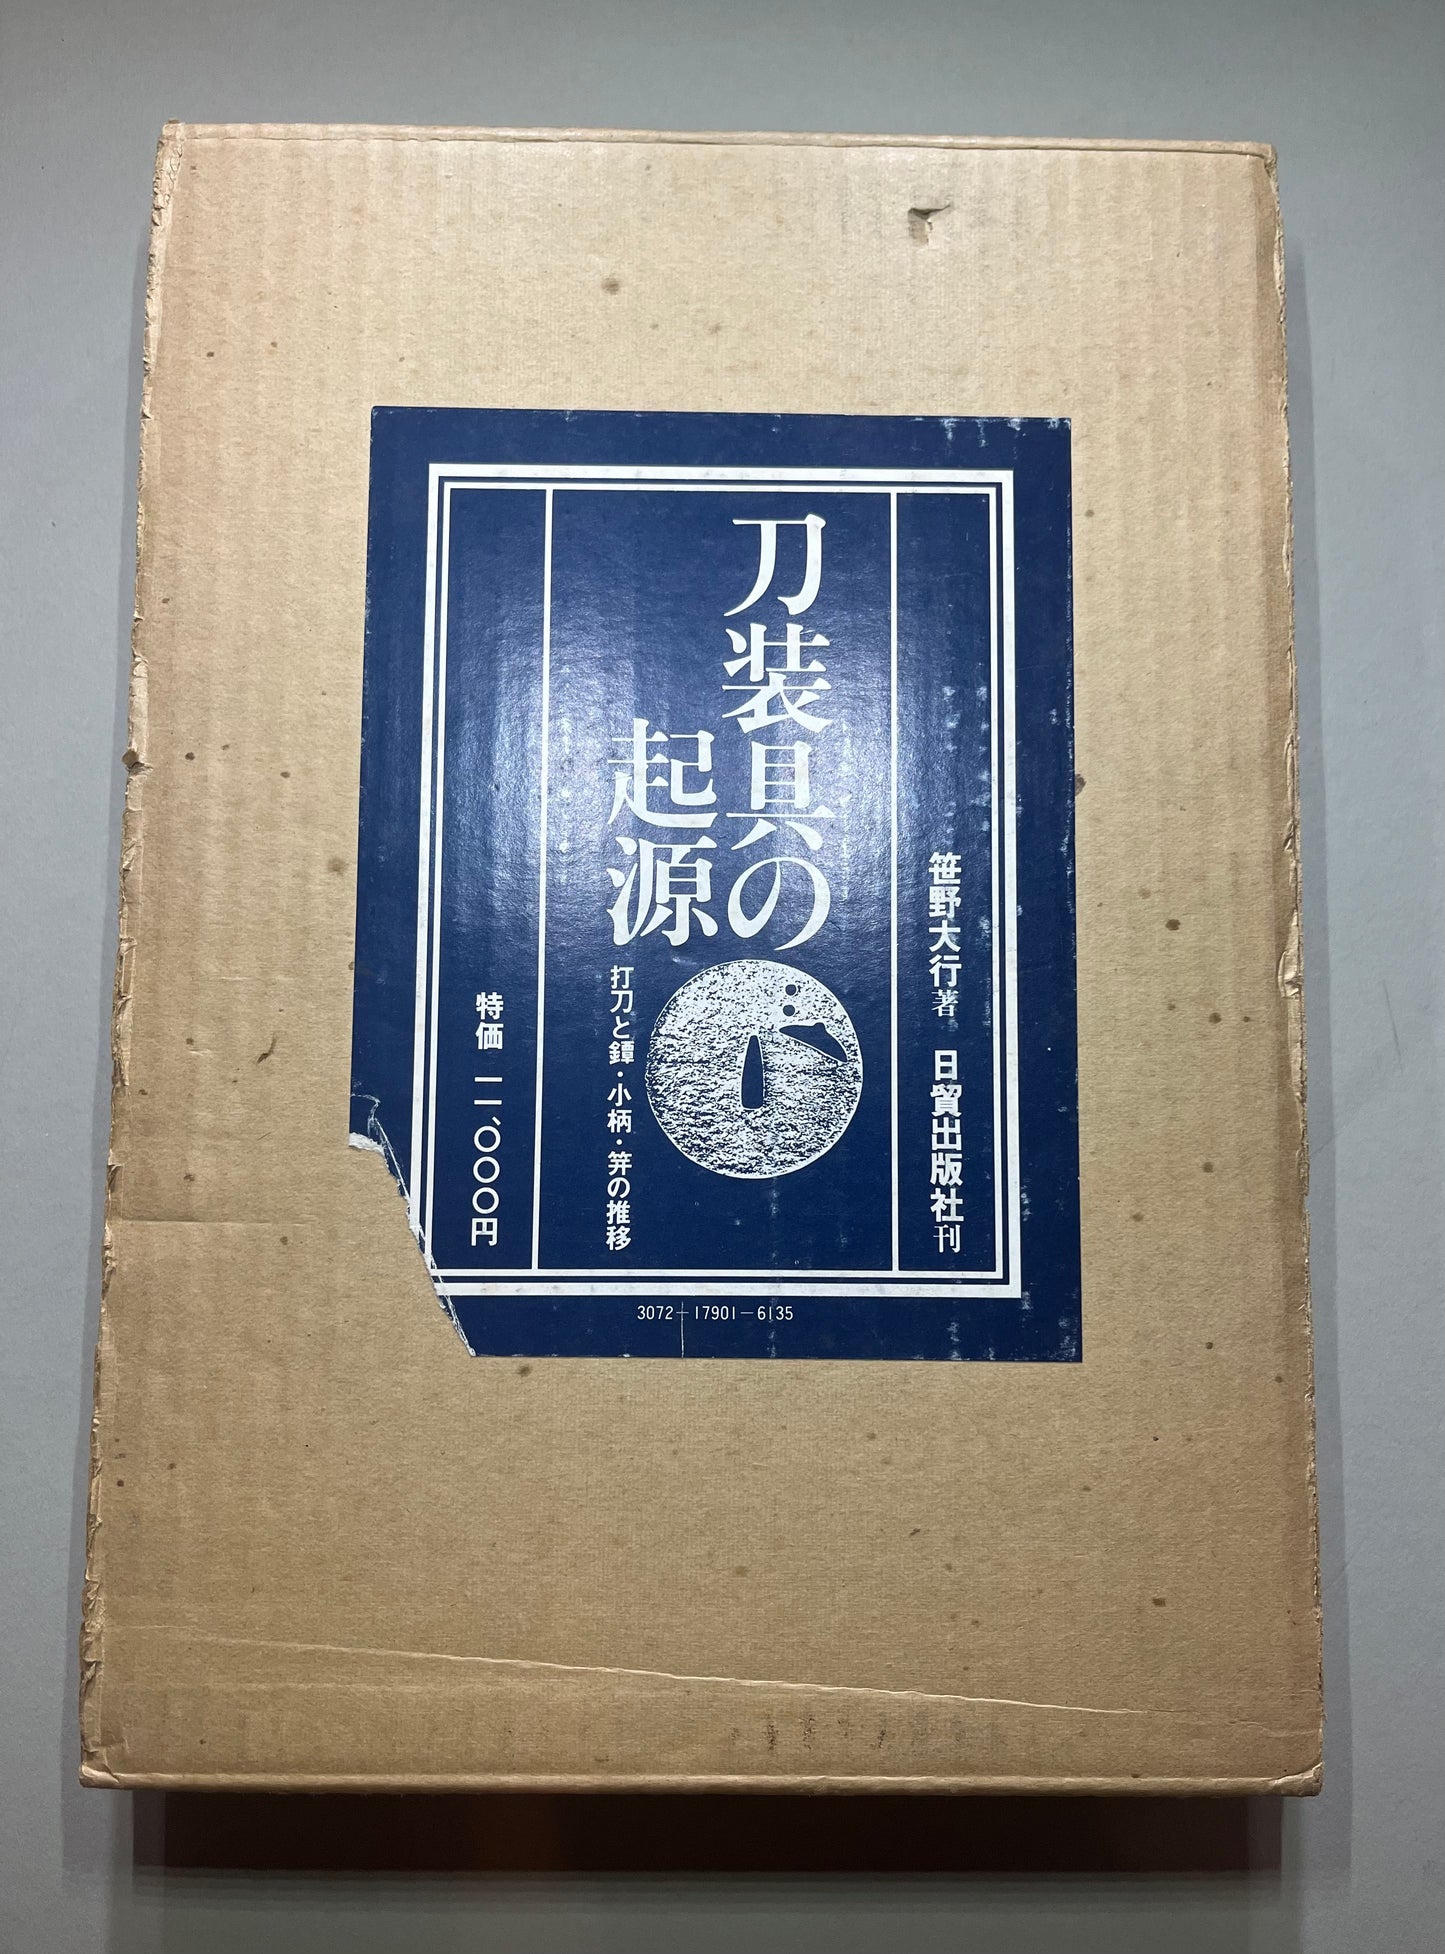 笹野大行著　日貿出版社刊
刀装具の
起源
打刀と鐔・小柄・笄の推移
特価 一一、〇〇〇円
3072－17901－6135